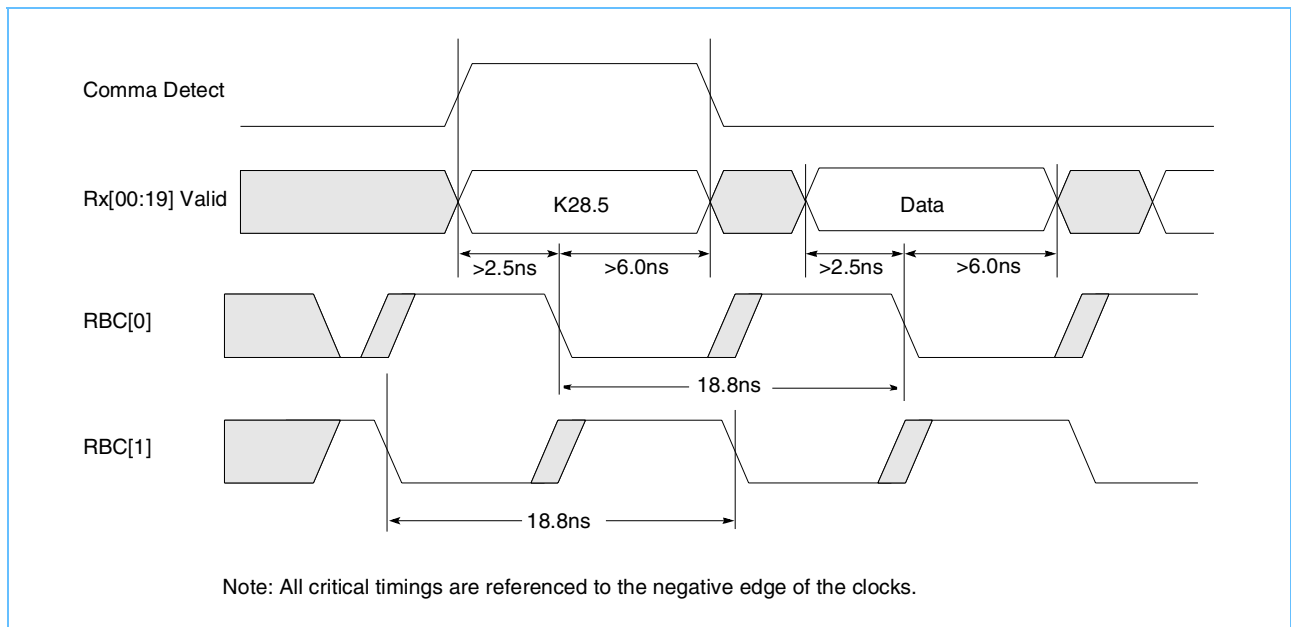 Comma Detect
Rx[00:19] Valid
K28.5
Data
>2.5ns
>6.0ns
>2.5ns
>6.0ns
RBC[0]
18.8ns
RBC[1]
18.8ns
Note: All critical timings are referenced to the negative edge of the clocks.